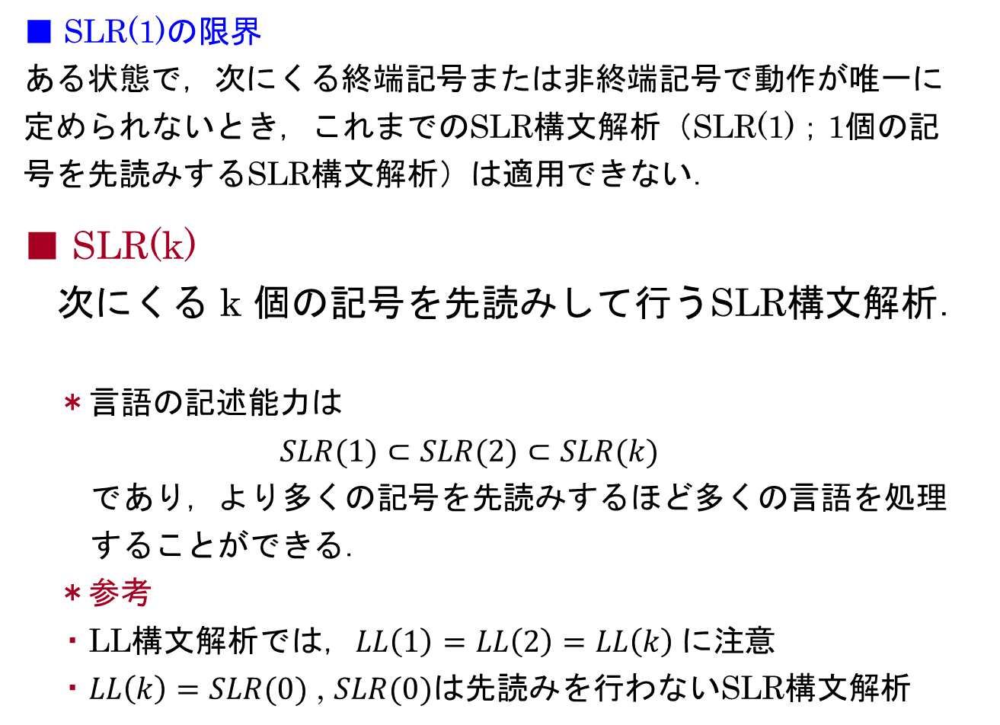 ■ SLR(1)の限界
ある状態で，次にくる終端記号または非終端記号で動作が唯一に
定められないとき，これまでのSLR構文解析（SLR(1)；1個の記
号を先読みするSLR構文解析）は適用できない．
■ SLR(k)
次にくる k 個の記号を先読みして行うSLR構文解析．
＊言語の記述能力は
SLR(1) ⊂ SLR(2) ⊂ SLR(k)
であり，より多くの記号を先読みするほど多くの言語を処理
することができる．
＊参考
・LL構文解析では，LL(1) = LL(2) = LL(k) に注意
・LL(k) = SLR(0) , SLR(0)は先読みを行わないSLR構文解析